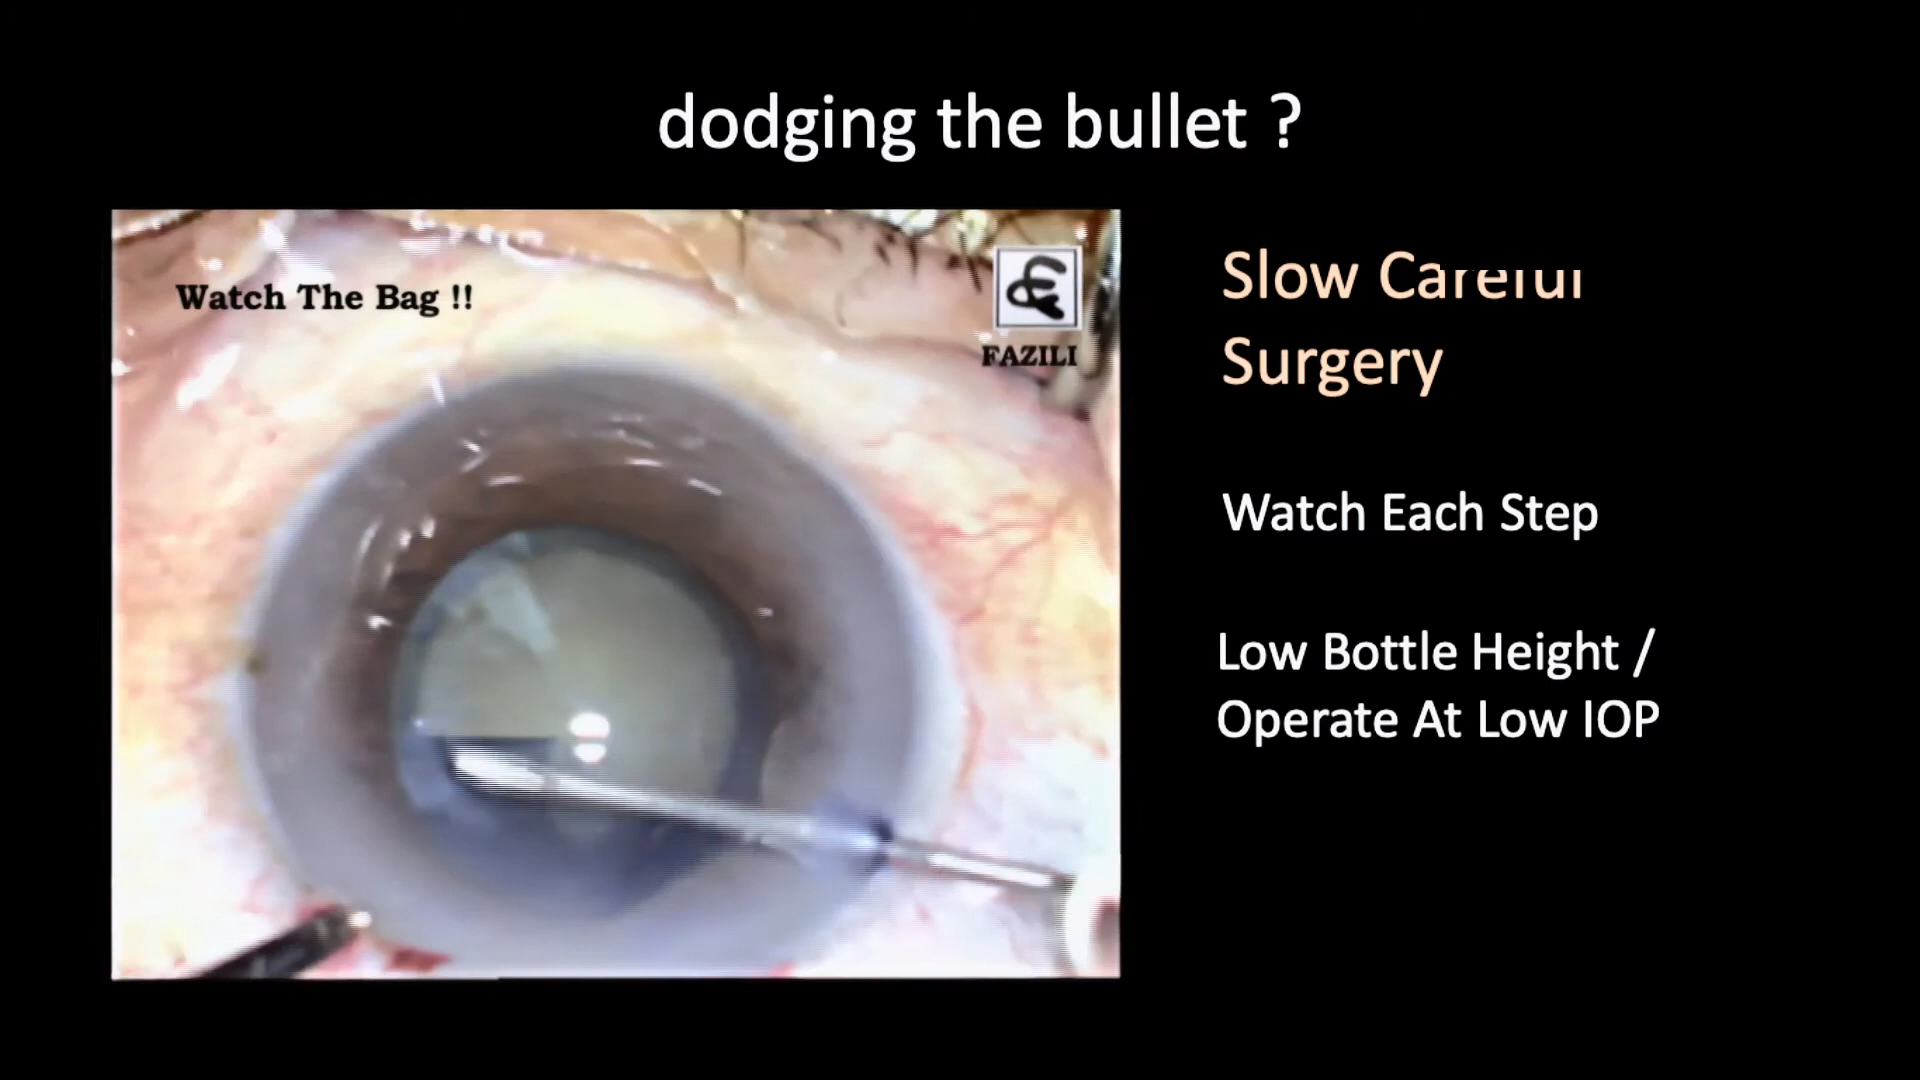 dodging the bullet ?
Watch The Bag !!
FAZILI
Slow Careful
Surgery
Watch Each Step
Low Bottle Height /
Operate At Low IOP